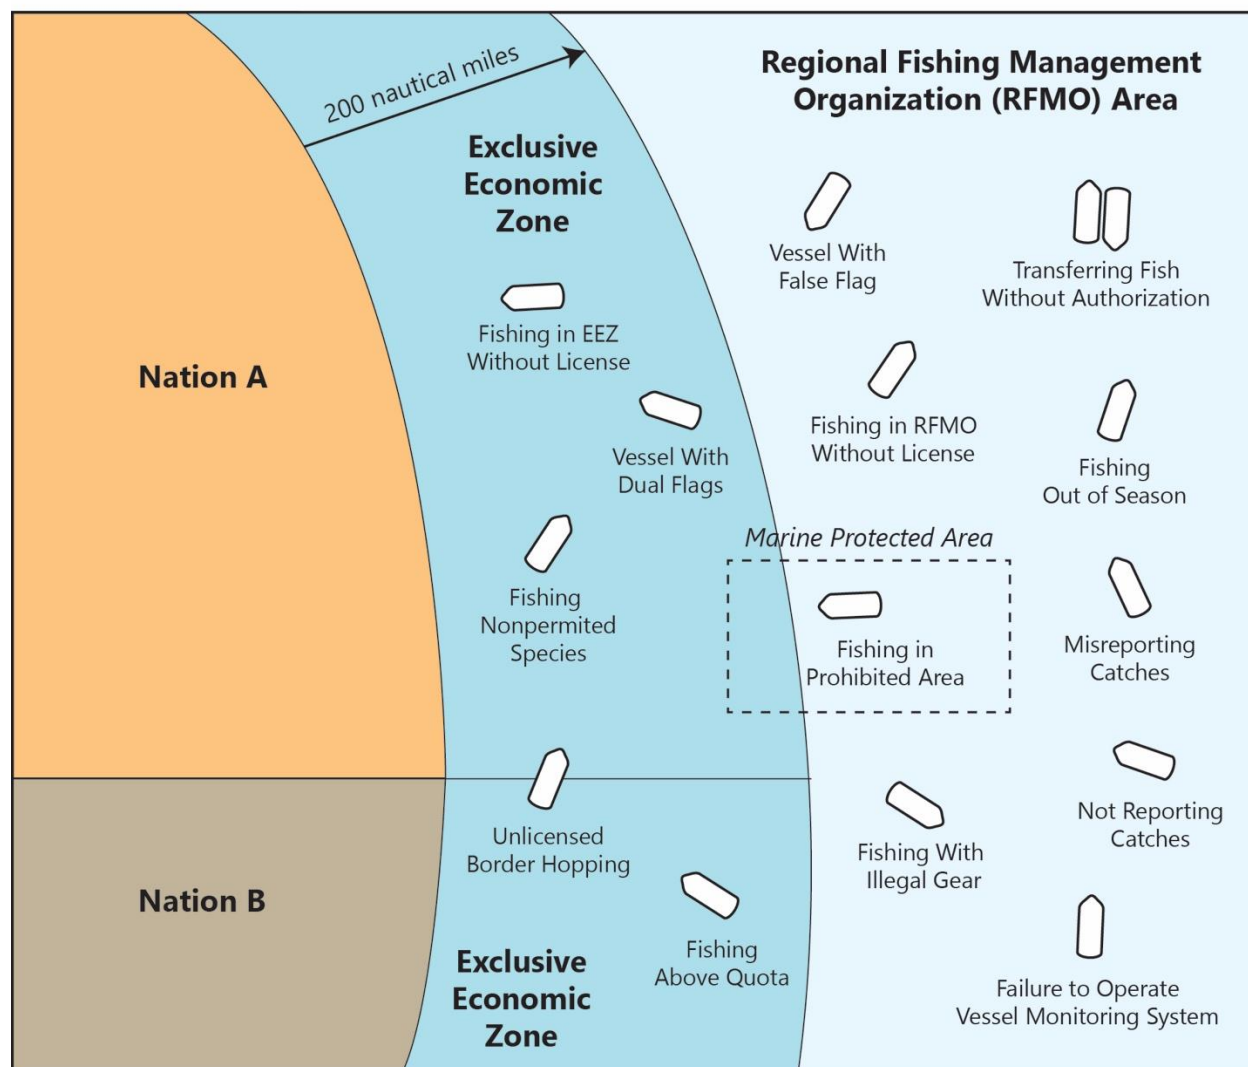 200 nautical miles
Regional Fishing Management
Organization (RFMO) Area
Exclusive
Economic
Zone
Vessel With
False Flag
Transferring Fish
Without Authorization
Fishing in EEZ
Without License
Nation A
Vessel With
Dual Flags
Fishing in RFMO
Without License
Fishing
Out of Season
Marine Protected Area
Fishing
Nonpermited
Species
Fishing in
Prohibited Area
Misreporting
Catches
Unlicensed
Border Hopping
Fishing With
Illegal Gear
Not Reporting
Catches
Nation B
Fishing
Above Quota
Exclusive
Economic
Zone
Failure to Operate
Vessel Monitoring System